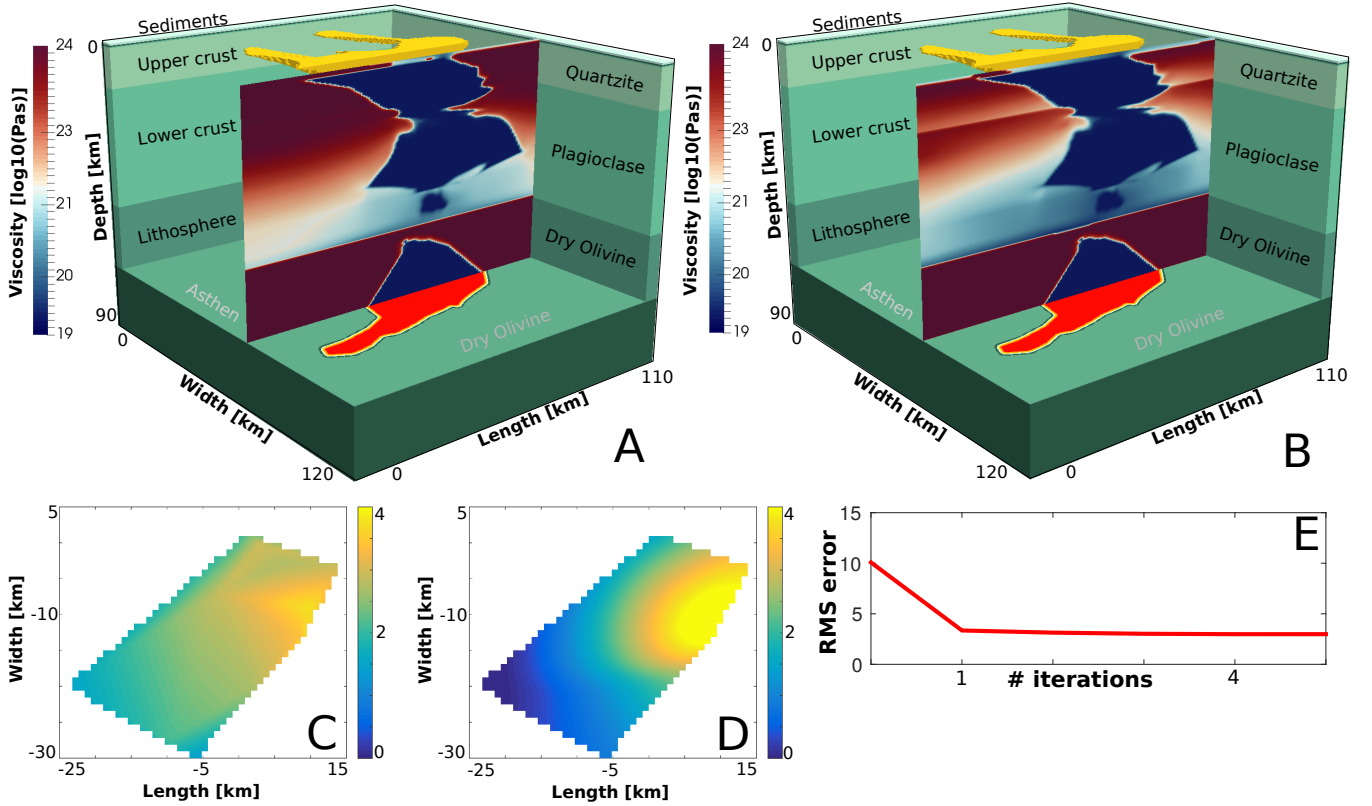 Sediments
Upper crust
Lower crust
Lithosphere
Asthen
Quartzite
Plagioclase
Dry Olivine
Dry Olivine
Viscosity [log10(Pas)]
24
23
22
21
20
19
Depth [km]
0
90
0
Width [km]
120
0
Length [km]
110
A
Sediments
Upper crust
Lower crust
Lithosphere
Asthen
Quartzite
Plagioclase
Dry Olivine
Dry Olivine
Viscosity [log10(Pas)]
24
23
22
21
20
19
Depth [km]
0
90
0
Width [km]
120
0
Length [km]
110
B
5
-10
-30
Width [km]
-25
-5
15
Length [km]
4
2
0
C
5
-10
-30
Width [km]
-25
-5
15
Length [km]
4
2
0
D
15
10
5
0
RMS error
1
4
# iterations
E